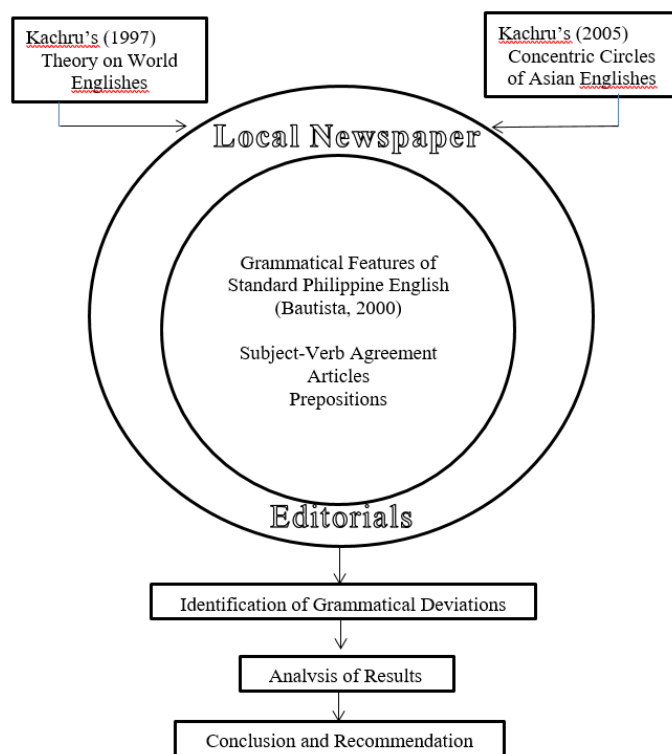 Kachru's (1997)
Theory on World
Englishes
Kachru's (2005)
Concentric Circles
of Asian Englishes
Local Newspaper
Grammatical Features of
Standard Philippine English
(Bautista, 2000)
Subject-Verb Agreement
Articles
Prepositions
Editorials
Identification of Grammatical Deviations
Analysis of Results
Conclusion and Recommendation